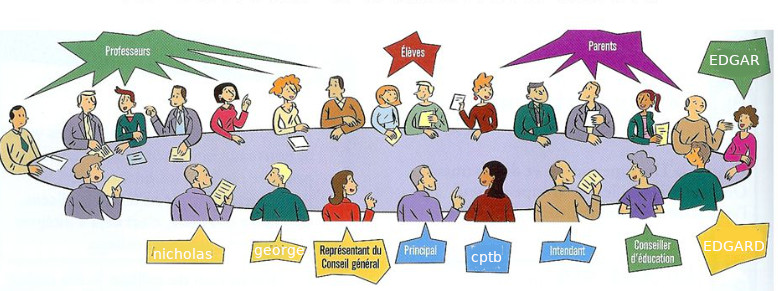 Professeurs
Élèves
Parents
EDGAR
nicholas
george
Représentant du
Conseil général
Principal
cptb
Intendant
Conseiller
d'éducation
EDGARD